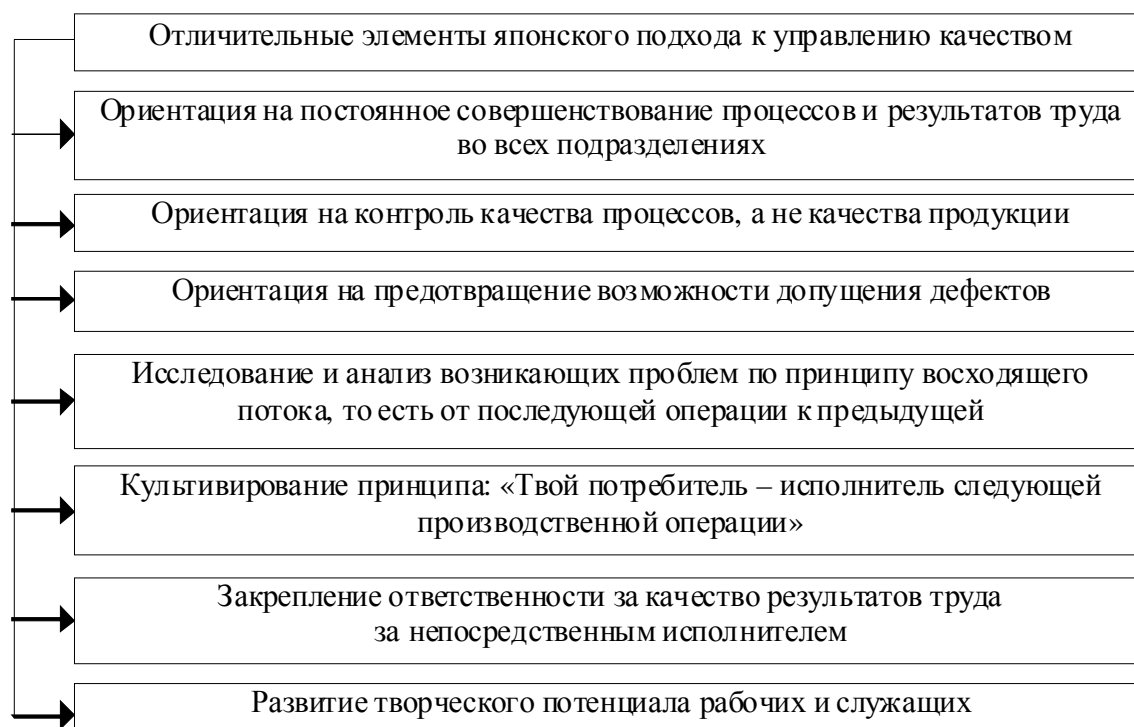 Отличительные элементы японского подхода к управлению качеством
Ориентация на постоянное совершенствование процессов и результатов труда
во всех подразделениях
Ориентация на контроль качества процессов, а не качества продукции
Ориентация на предотвращение возможности допущения дефектов
Исследование и анализ возникающих проблем по принципу восходящего
потока, то есть от последующей операции к предыдущей
Культивирование принципа: «Твой потребитель – исполнитель следующей
производственной операции»
Закрепление ответственности за качество результатов труда
за непосредственным исполнителем
Развитие творческого потенциала рабочих и служащих